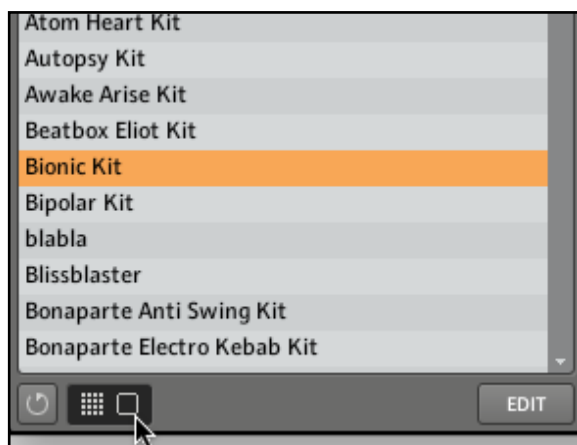 Atom Heart Kit
Autopsy Kit
Awake Arise Kit
Beatbox Eliot Kit
Bionic Kit
Bipolar Kit
blabla
Blissblaster
Bonaparte Anti Swing Kit
Bonaparte Electro Kebab Kit
EDIT